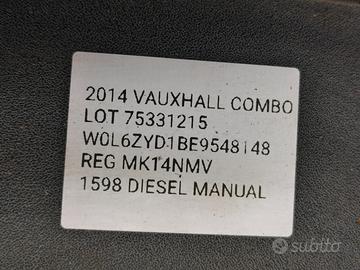 2014 VAUXHALL COMBO
LOT 75331215
W0L6ZYD1BE9548148
REG MK14NMV
1598 DIESEL MANUAL
subito